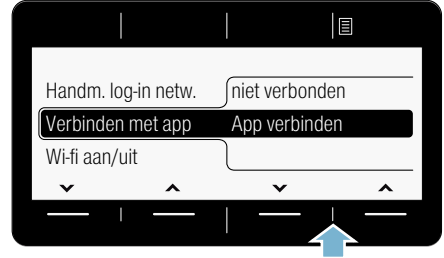 Handm. log-in netw. niet verbonden
Verbinden met app App verbinden
Wi-fi aan/uit